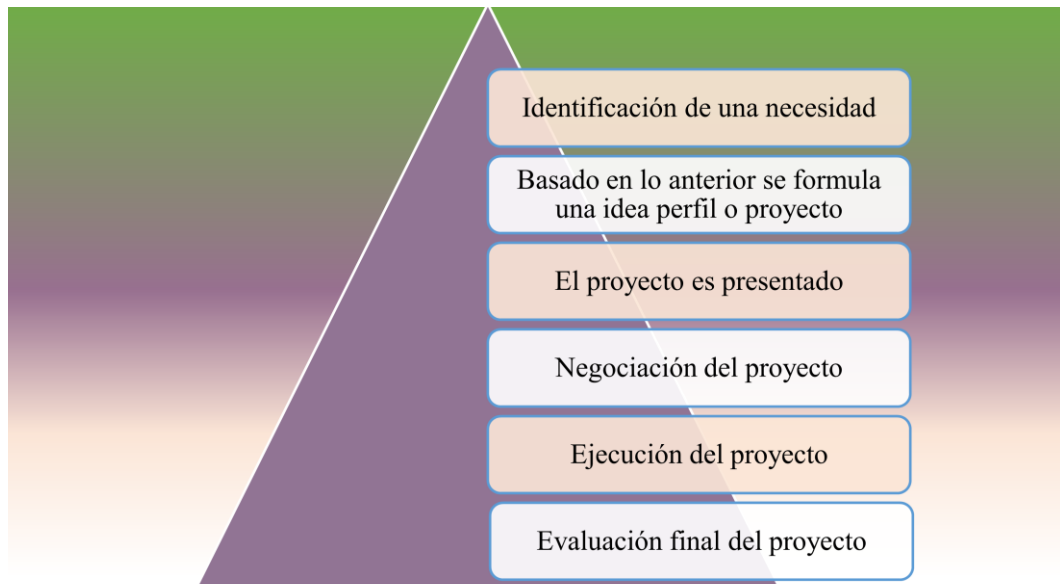 Identificación de una necesidad
Basado en lo anterior se formula
una idea perfil o proyecto
El proyecto es presentado
Negociación del proyecto
Ejecución del proyecto
Evaluación final del proyecto